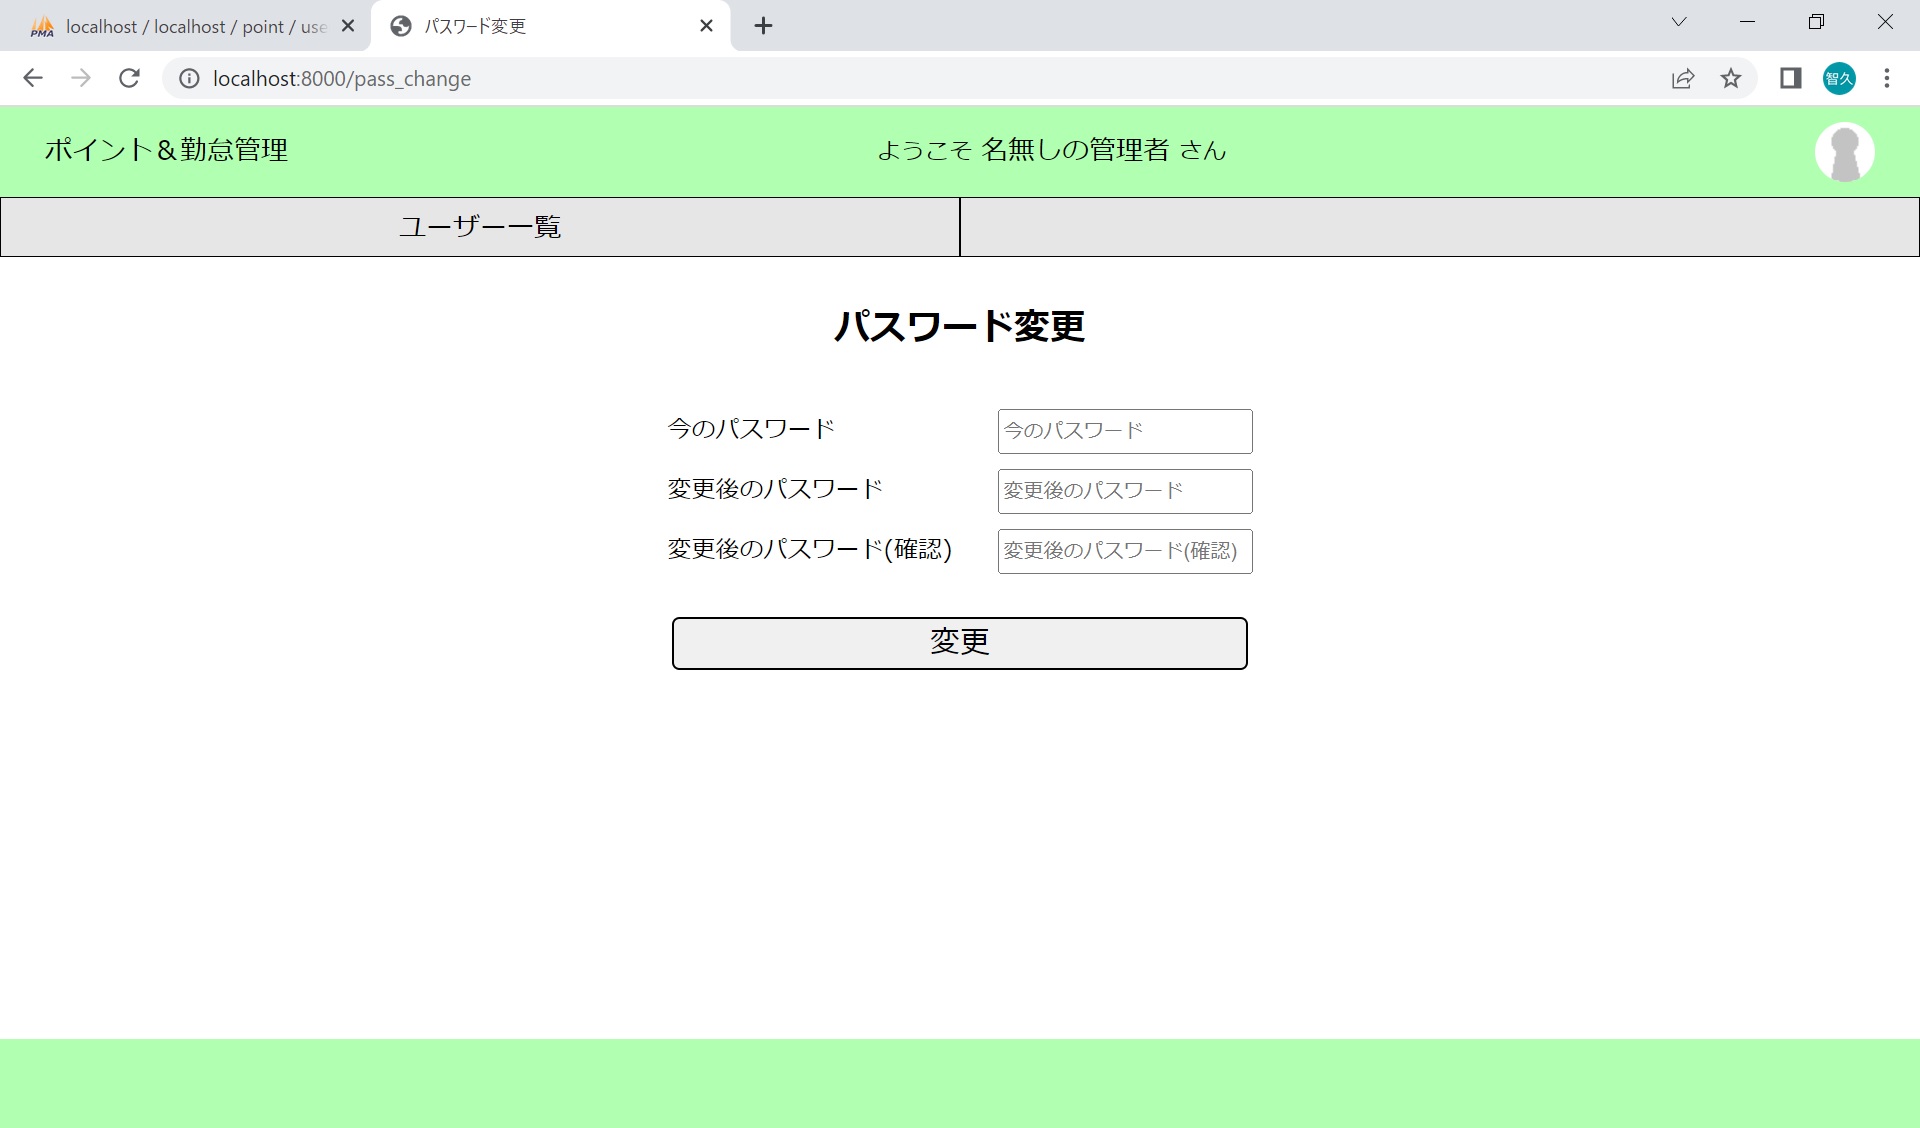 PMA
localhost / localhost / point / use
パスワード変更
localhost:8000/pass_change
智久
ポイント＆勤怠管理
ようこそ 名無しの管理者 さん
ユーザー一覧
パスワード変更
今のパスワード
今のパスワード
変更後のパスワード
変更後のパスワード
変更後のパスワード(確認)
変更後のパスワード(確認)
変更